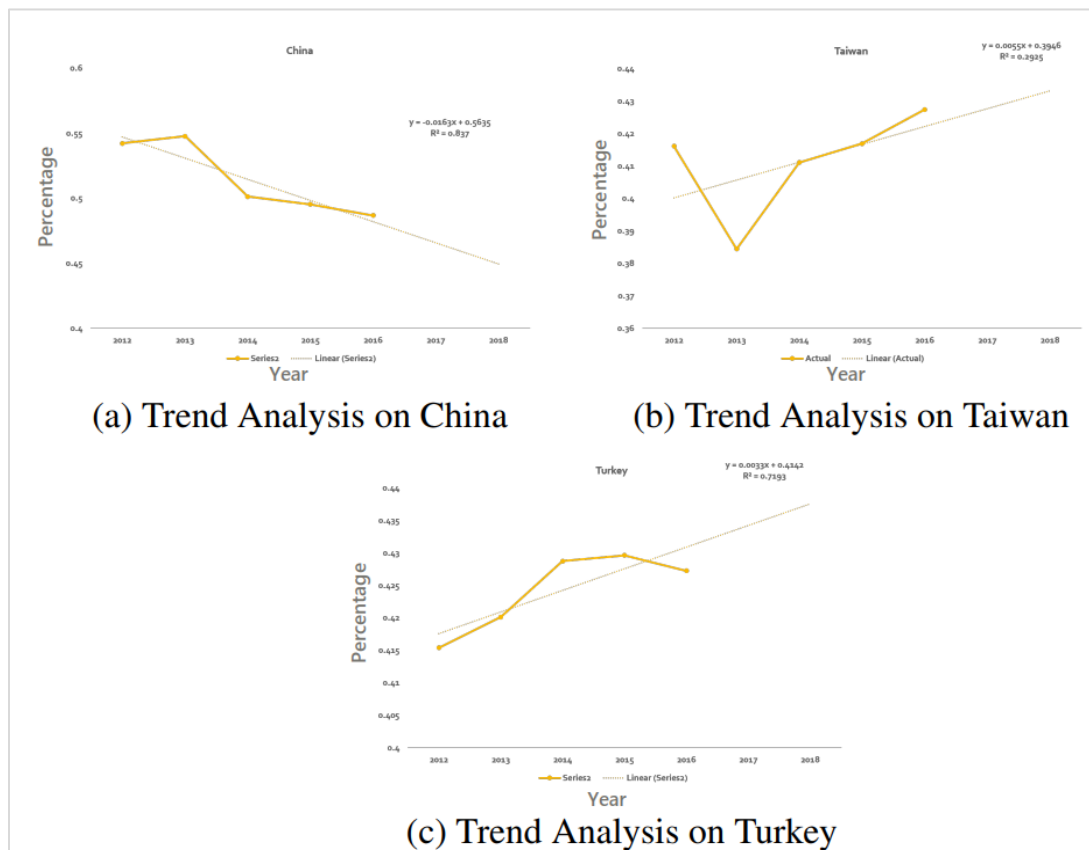 China
y = -0.0163x + 0.5635
R² = 0.837
0.6
0.55
0.5
0.45
0.4
Percentage
2012 2013 2014 2015 2016 2017 2018
Series2 Linear (Series2)
Year
(a) Trend Analysis on China
Taiwan
y = 0.0055x + 0.3946
R² = 0.2925
0.44
0.43
0.42
0.41
0.4
0.39
0.38
0.37
0.36
Percentage
2012 2013 2014 2015 2016 2017 2018
Actual Linear (Actual)
Year
(b) Trend Analysis on Taiwan
Turkey
y = 0.0033x + 0.4142
R² = 0.7193
0.44
0.435
0.43
0.425
0.42
0.415
0.41
0.405
0.4
Percentage
2012 2013 2014 2015 2016 2017 2018
Series2 Linear (Series2)
Year
(c) Trend Analysis on Turkey